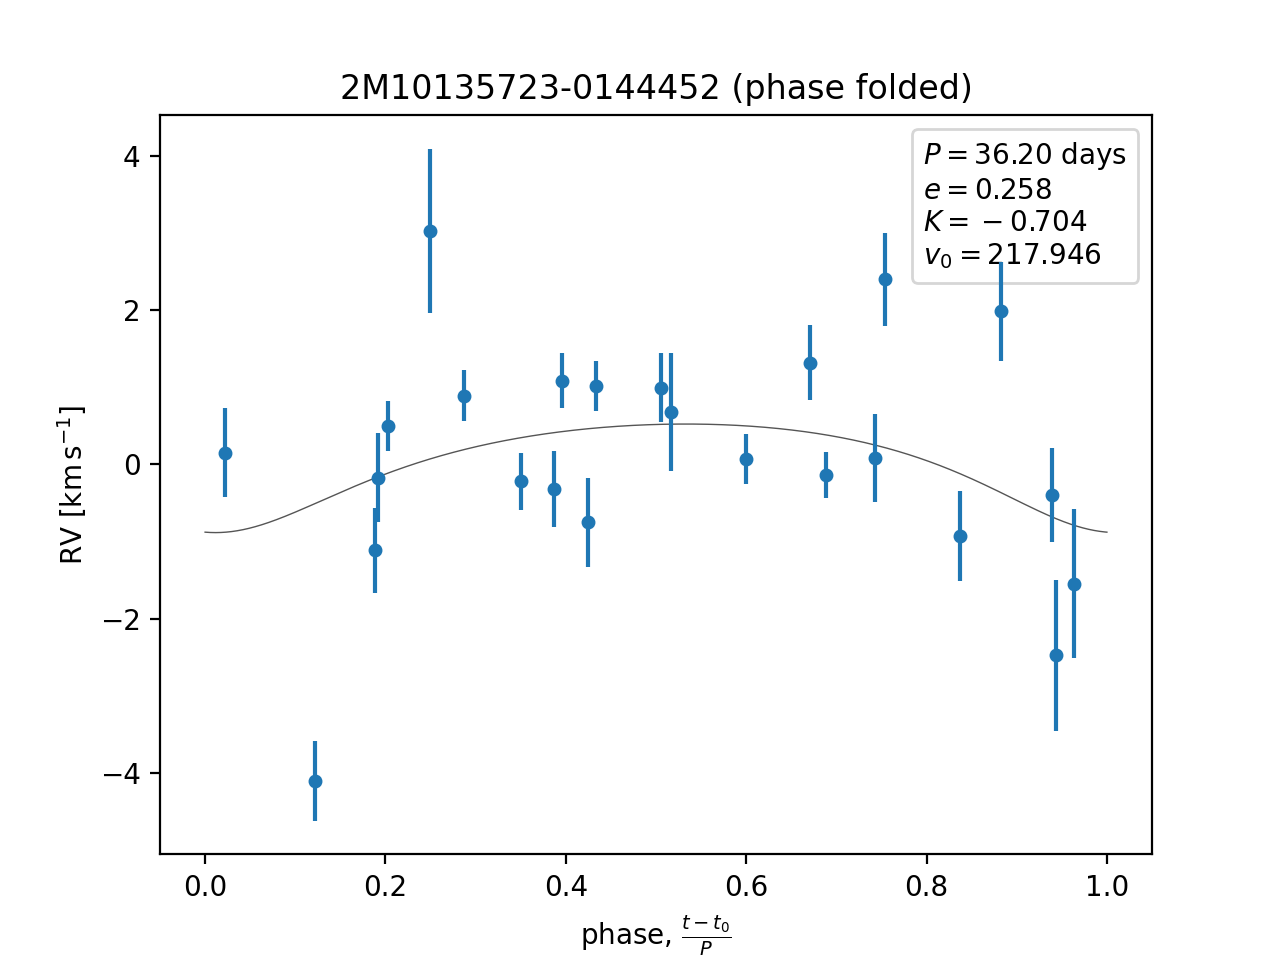 2M10135723-0144452 (phase folded)
P = 36.20 days
e = 0.258
K = −0.704
v₀ = 217.946
4
2
0
−2
−4
RV [km s⁻¹]
0.0 0.2 0.4 0.6 0.8 1.0
phase, (t − t₀)/P